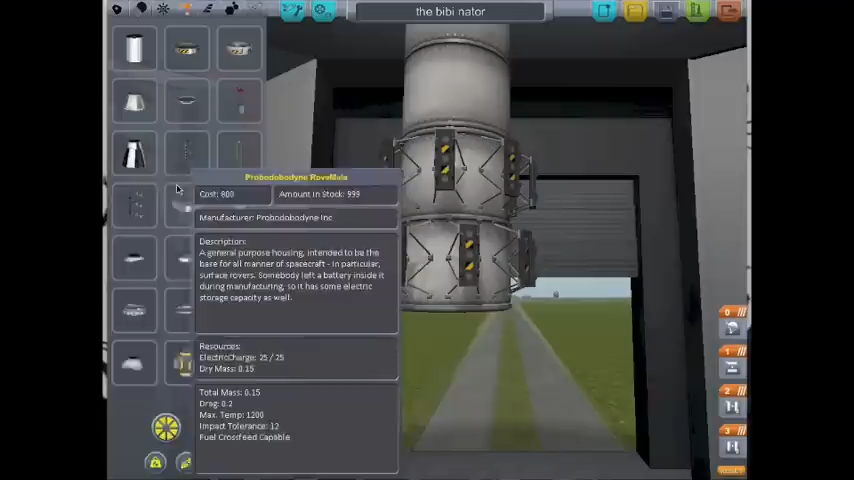 the bibi nator
Probodobodyne RoveMate
Cost: 800
Amount in Stock: 999
Manufacturer: Probodobodyne Inc
Description:
A general purpose housing, intended to be the
base for all manner of spacecraft - in particular,
surface rovers. Somebody left a battery inside it
during manufacturing, so it has some electric
storage capacity as well.
Resources:
ElectricCharge: 25 / 25
Dry Mass: 0.15
Total Mass: 0.15
Drag: 0.2
Max. Temp: 1200
Impact Tolerance: 12
Fuel Crossfeed Capable
0
1
2
3